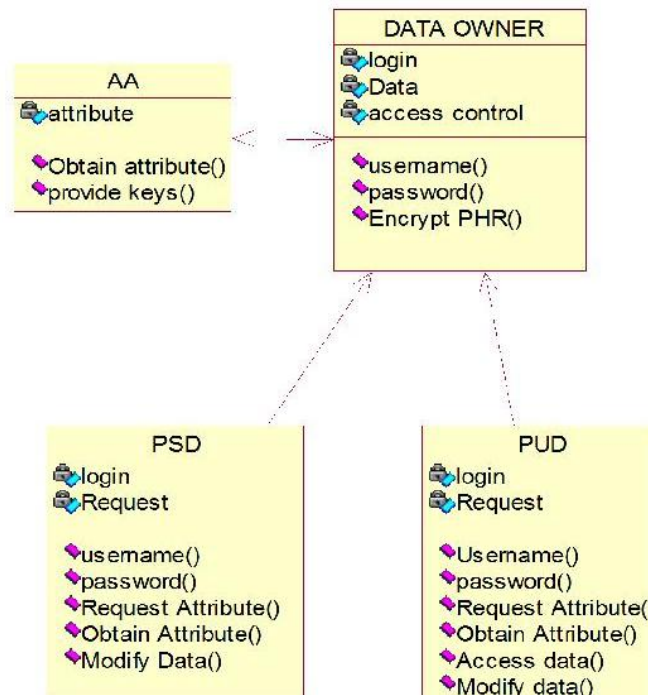 AA
attribute
Obtain attribute()
provide keys()
DATA OWNER
login
Data
access control
username()
password()
Encrypt PHR()
PSD
login
Request
username()
password()
Request Attribute()
Obtain Attribute()
Modify Data()
PUD
login
Request
Username()
password()
Request Attribute(
Obtain Attribute()
Access data()
Modify data()